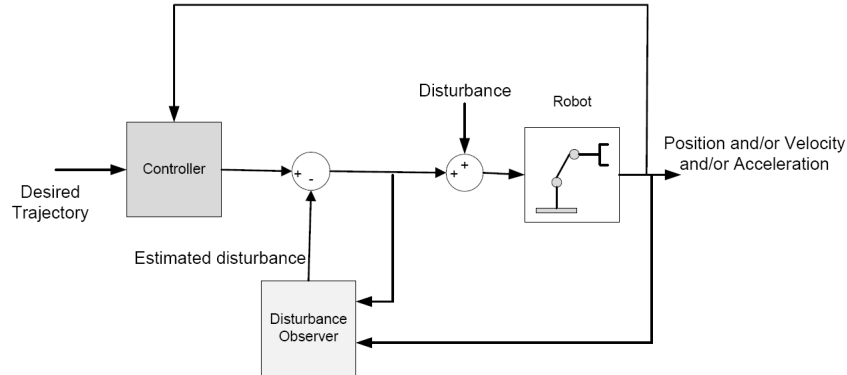 Disturbance
Robot
Position and/or Velocity
and/or Acceleration
Controller
+
-
+
+
Desired
Trajectory
Estimated disturbance
Disturbance
Observer